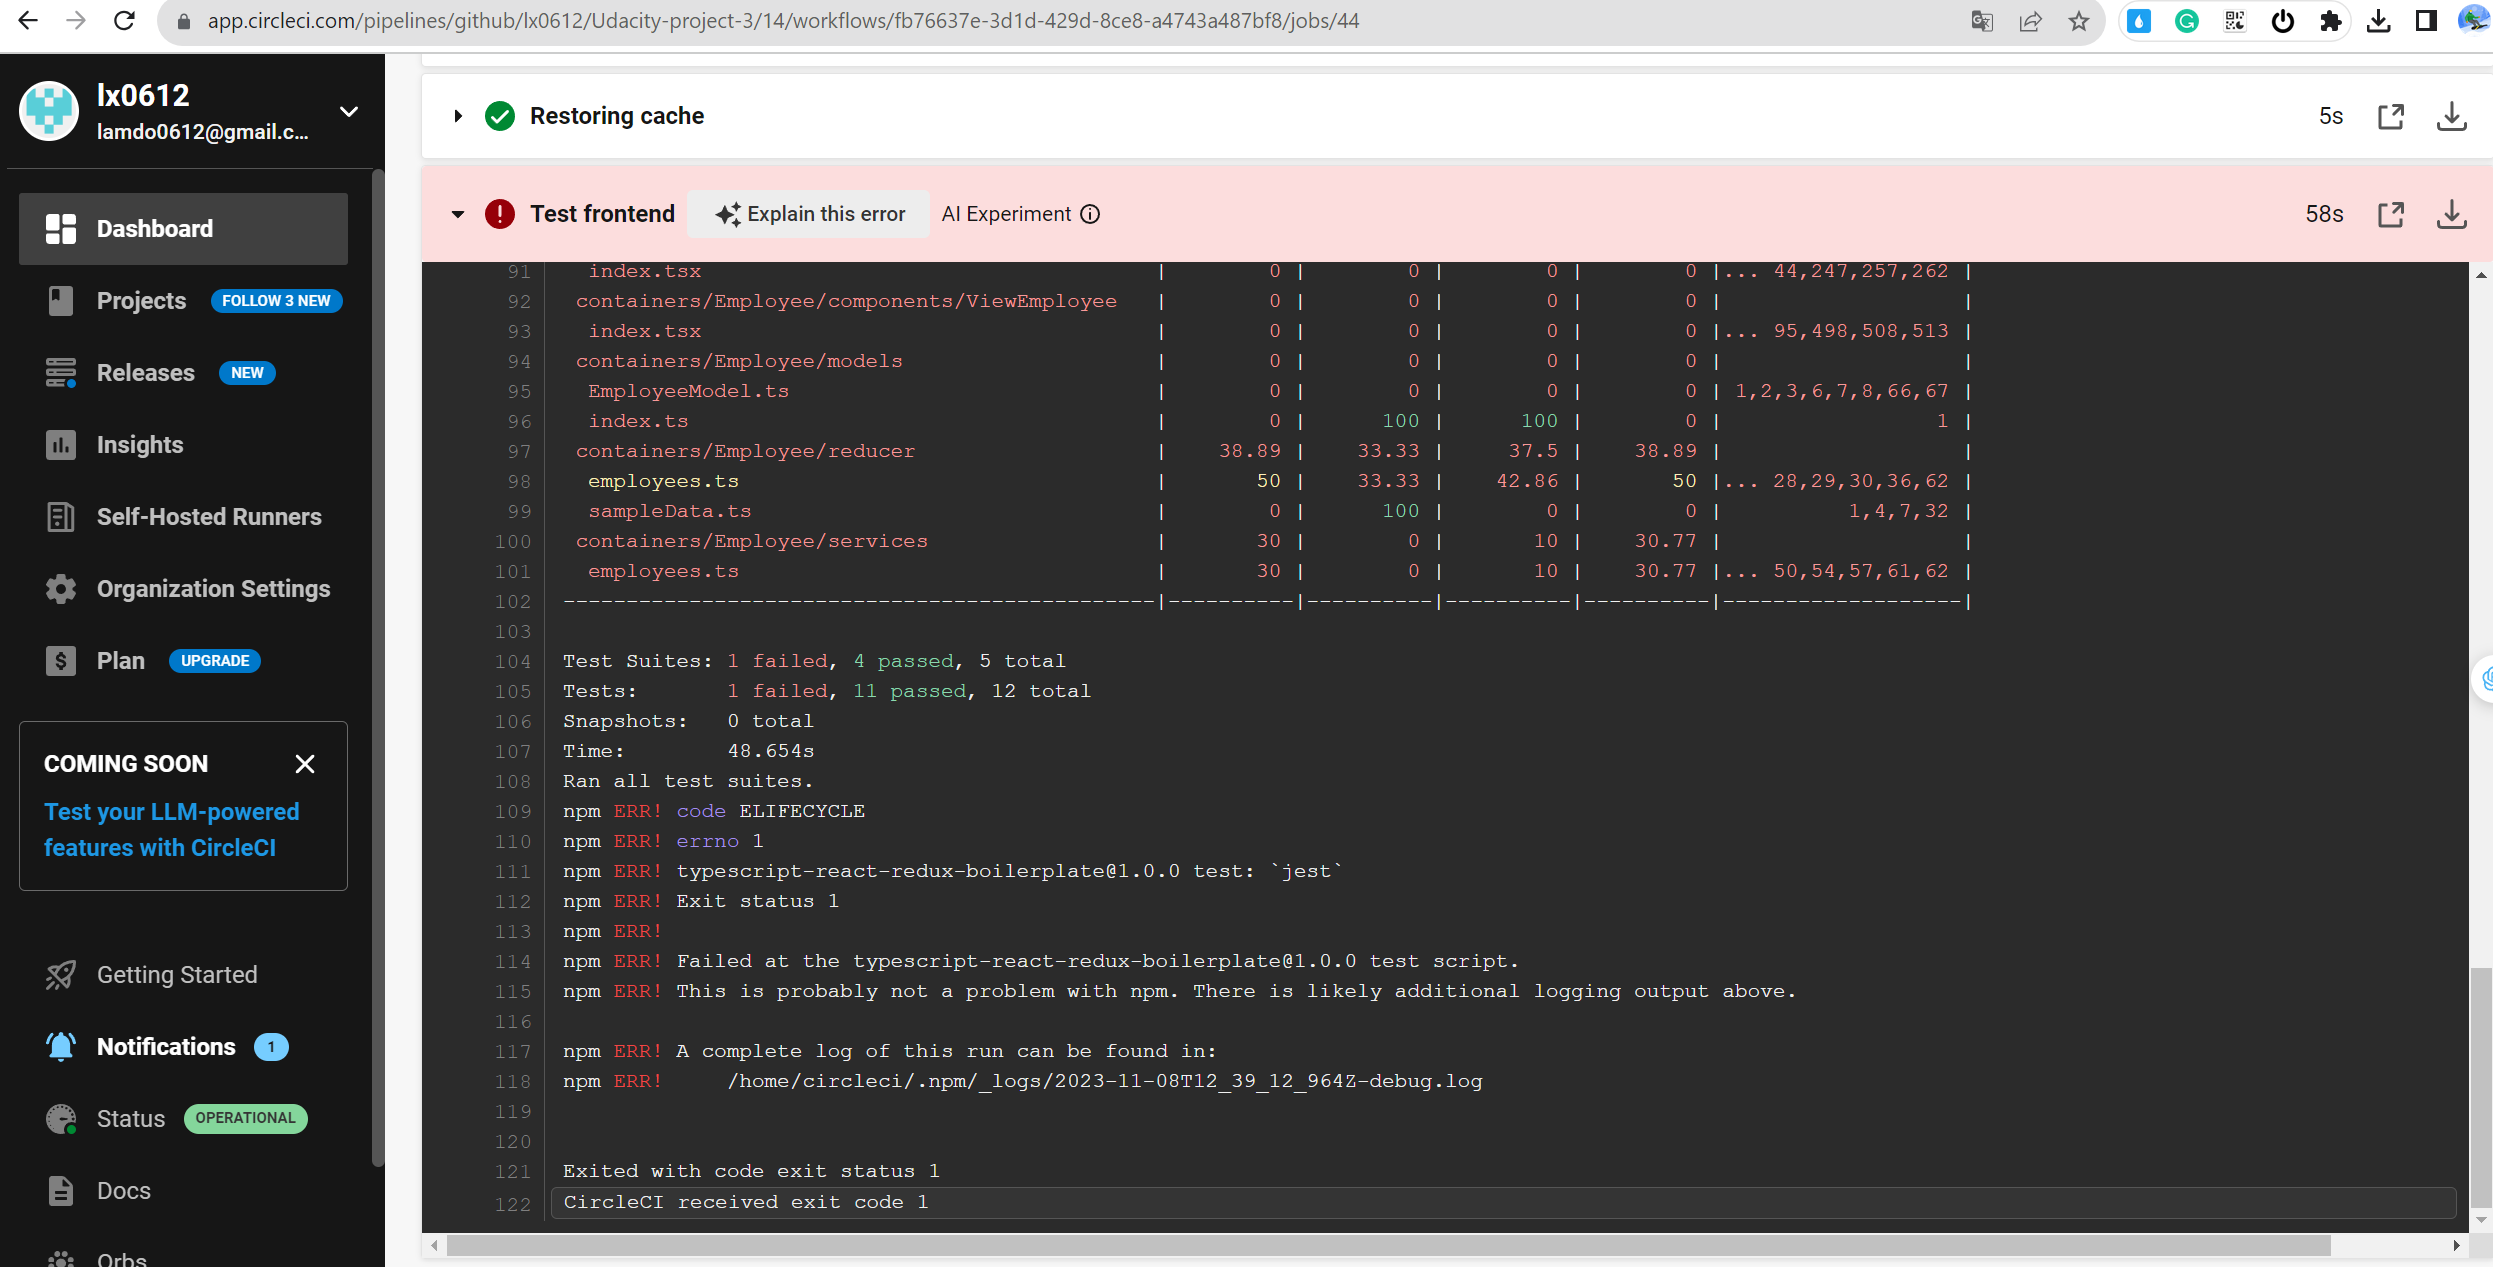 app.circleci.com/pipelines/github/lx0612/Udacity-project-3/14/workflows/fb76637e-3d1d-429d-8ce8-a4743a487bf8/jobs/44
lx0612
lamdo0612@gmail.c...
Dashboard
Projects FOLLOW 3 NEW
Releases NEW
Insights
Self-Hosted Runners
Organization Settings
Plan UPGRADE
COMING SOON
Test your LLM-powered
features with CircleCI
Getting Started
Notifications 1
Status OPERATIONAL
Docs
Orbs
Restoring cache 5s
Test frontend Explain this error AI Experiment 58s
91 index.tsx | 0 | 0 | 0 | 0 |... 44,247,257,262 |
92 containers/Employee/components/ViewEmployee | 0 | 0 | 0 | 0 | |
93 index.tsx | 0 | 0 | 0 | 0 |... 95,498,508,513 |
94 containers/Employee/models | 0 | 0 | 0 | 0 | |
95 EmployeeModel.ts | 0 | 0 | 0 | 0 | 1,2,3,6,7,8,66,67 |
96 index.ts | 0 | 100 | 100 | 0 | 1 |
97 containers/Employee/reducer | 38.89 | 33.33 | 37.5 | 38.89 | |
98 employees.ts | 50 | 33.33 | 42.86 | 50 |... 28,29,30,36,62 |
99 sampleData.ts | 0 | 100 | 0 | 0 | 1,4,7,32 |
100 containers/Employee/services | 30 | 0 | 10 | 30.77 | |
101 employees.ts | 30 | 0 | 10 | 30.77 |... 50,54,57,61,62 |
102 -----------------------------------------------|----------|----------|----------|----------|-------------------|
103
104 Test Suites: 1 failed, 4 passed, 5 total
105 Tests: 1 failed, 11 passed, 12 total
106 Snapshots: 0 total
107 Time: 48.654s
108 Ran all test suites.
109 npm ERR! code ELIFECYCLE
110 npm ERR! errno 1
111 npm ERR! typescript-react-redux-boilerplate@1.0.0 test: `jest`
112 npm ERR! Exit status 1
113 npm ERR!
114 npm ERR! Failed at the typescript-react-redux-boilerplate@1.0.0 test script.
115 npm ERR! This is probably not a problem with npm. There is likely additional logging output above.
116
117 npm ERR! A complete log of this run can be found in:
118 npm ERR! /home/circleci/.npm/_logs/2023-11-08T12_39_12_964Z-debug.log
119
120
121 Exited with code exit status 1
122 CircleCI received exit code 1